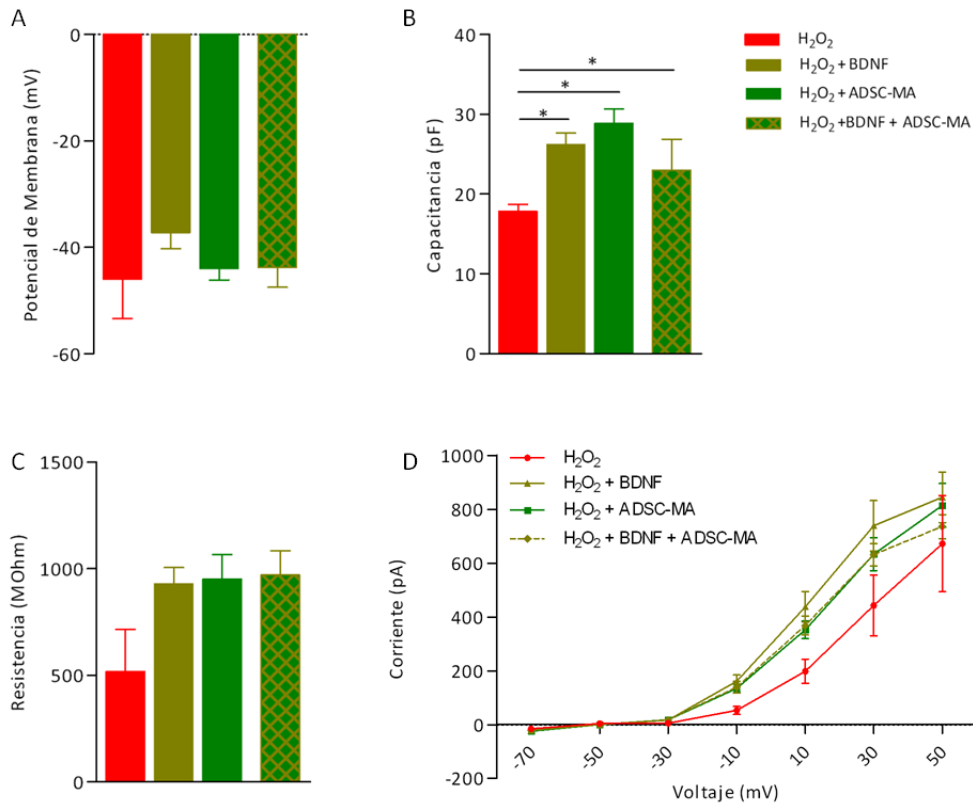 A
0
-20
-40
-60
Potencial de Membrana (mV)
B
40
30
20
10
0
Capacitancia (pF)
*
*
*
H₂O₂
H₂O₂ + BDNF
H₂O₂ + ADSC-MA
H₂O₂ +BDNF + ADSC-MA
C
1500
1000
500
0
Resistencia (MOhm)
D
H₂O₂
H₂O₂ + BDNF
H₂O₂ + ADSC-MA
H₂O₂ + BDNF + ADSC-MA
1000
800
600
400
200
0
-200
Corriente (pA)
-70
-50
-30
-10
10
30
50
Voltaje (mV)